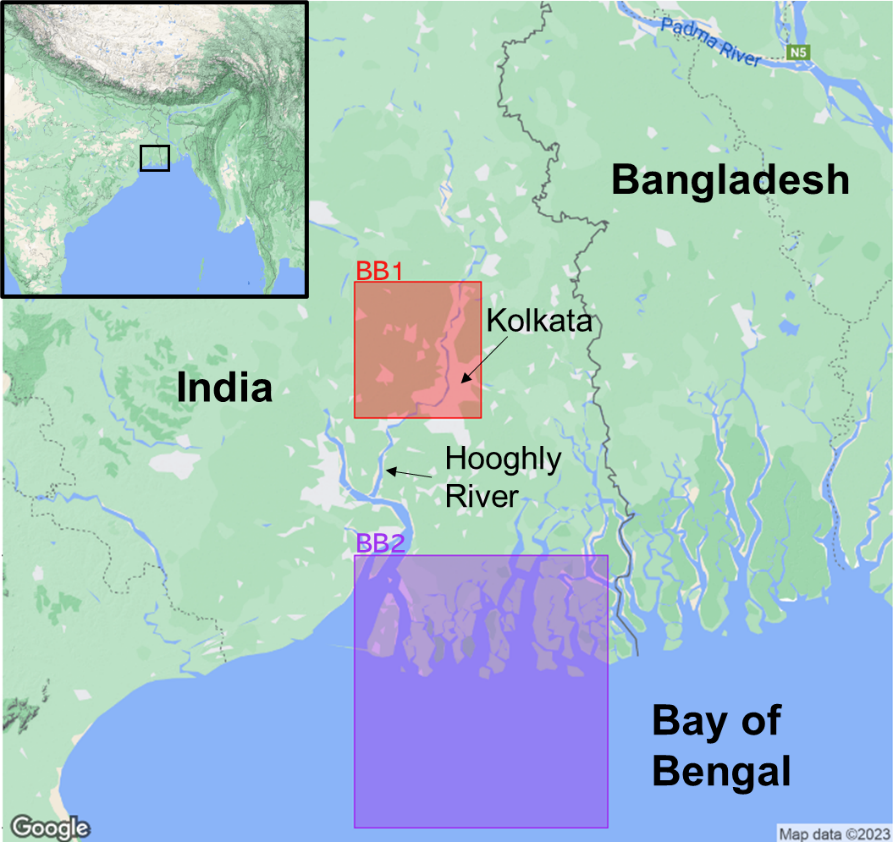 Padma River
N5
Bangladesh
BB1
Kolkata
India
Hooghly
River
BB2
Bay of
Bengal
Google
Map data ©2023